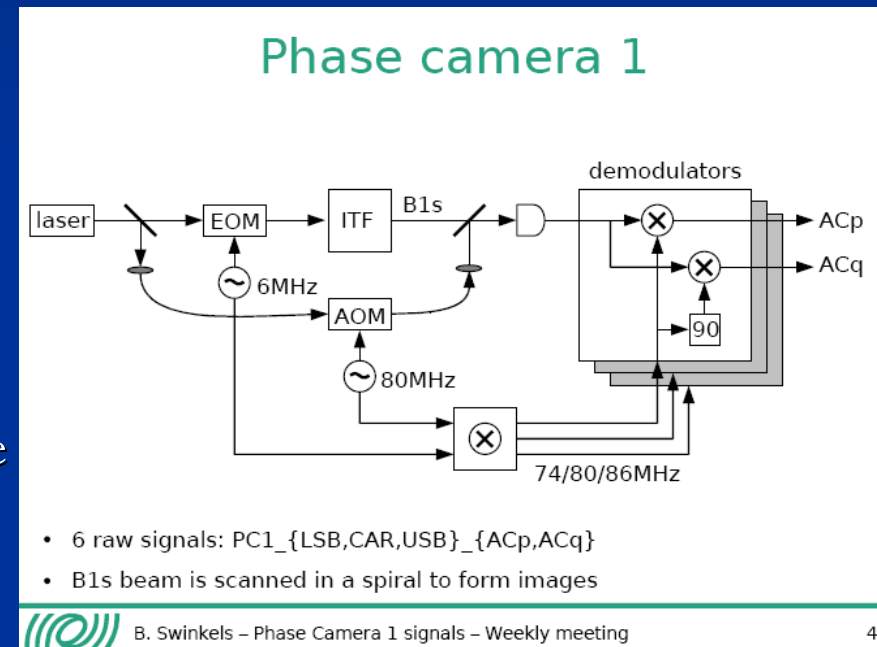 Phase camera 1
demodulators
laser
EOM
ITF
B1s
ACp
ACq
6MHz
AOM
90
80MHz
74/80/86MHz
• 6 raw signals: PC1_{LSB,CAR,USB}_{ACp,ACq}
• B1s beam is scanned in a spiral to form images
B. Swinkels – Phase Camera 1 signals – Weekly meeting 4